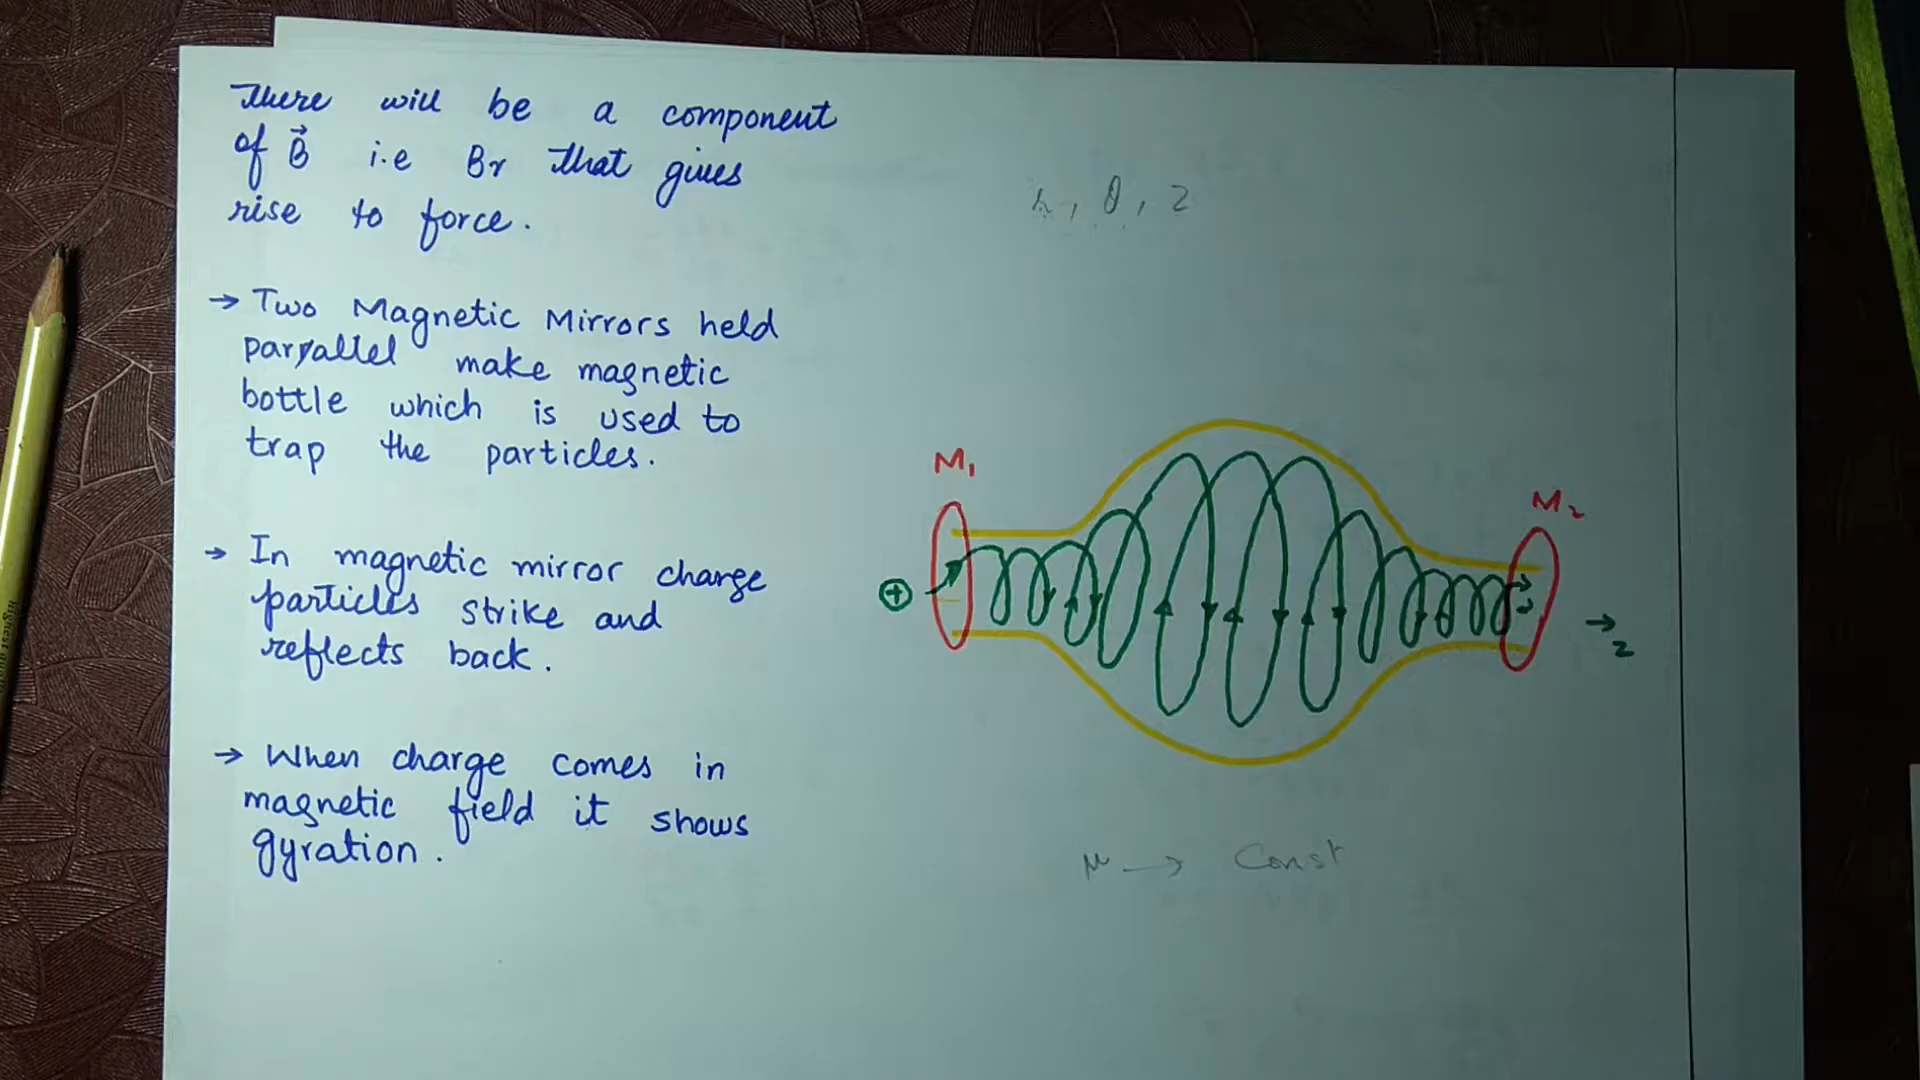 There will be a component
of B⃗ i.e Br that gives
rise to force.
→ Two Magnetic Mirrors held
parallel make magnetic
bottle which is used to
trap the particles.
→ In magnetic mirror charge
particles strike and
reflects back.
→ When charge comes in
magnetic field it shows
gyration.
r, θ, z
M₁
M₂
+
→ z
μ → Const